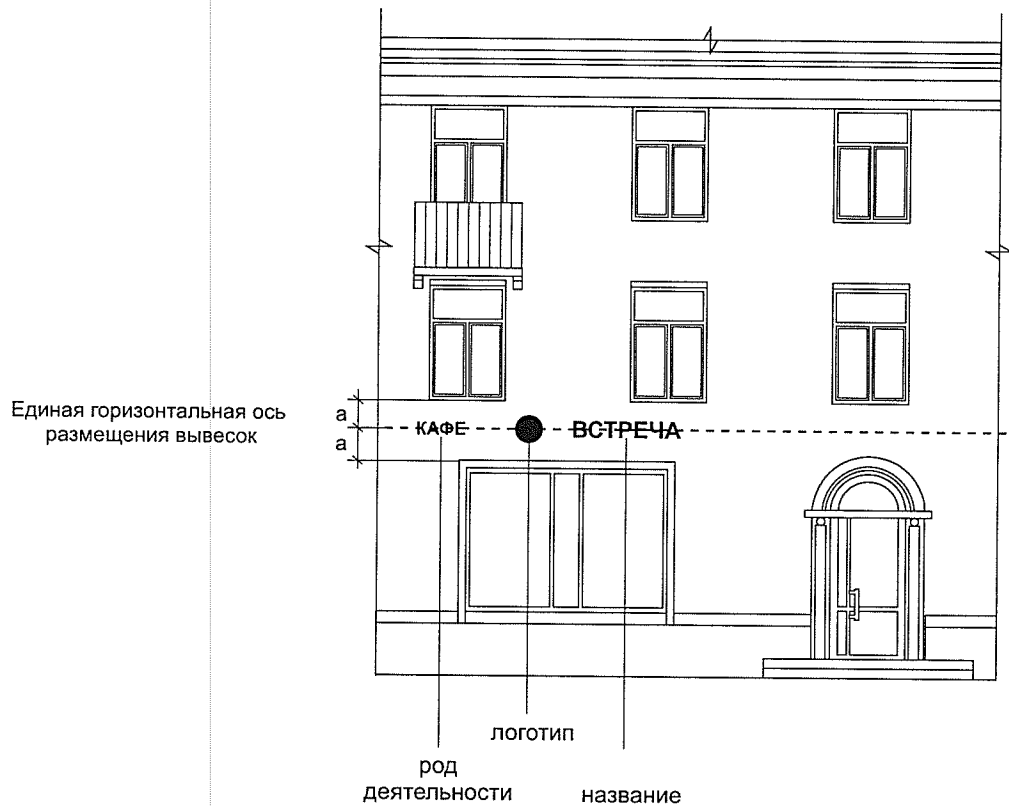 Единая горизонтальная ось
размещения вывесок
а
а
КАФЕ
ВСТРЕЧА
логотип
род
деятельности
название